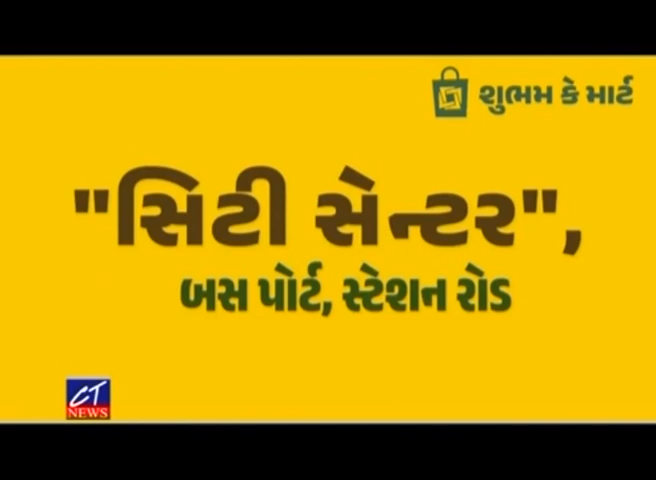 શુભમ કે માર્ટ
"સિટી સેન્ટર",
બસ પોર્ટ, સ્ટેશન રોડ
CT
NEWS